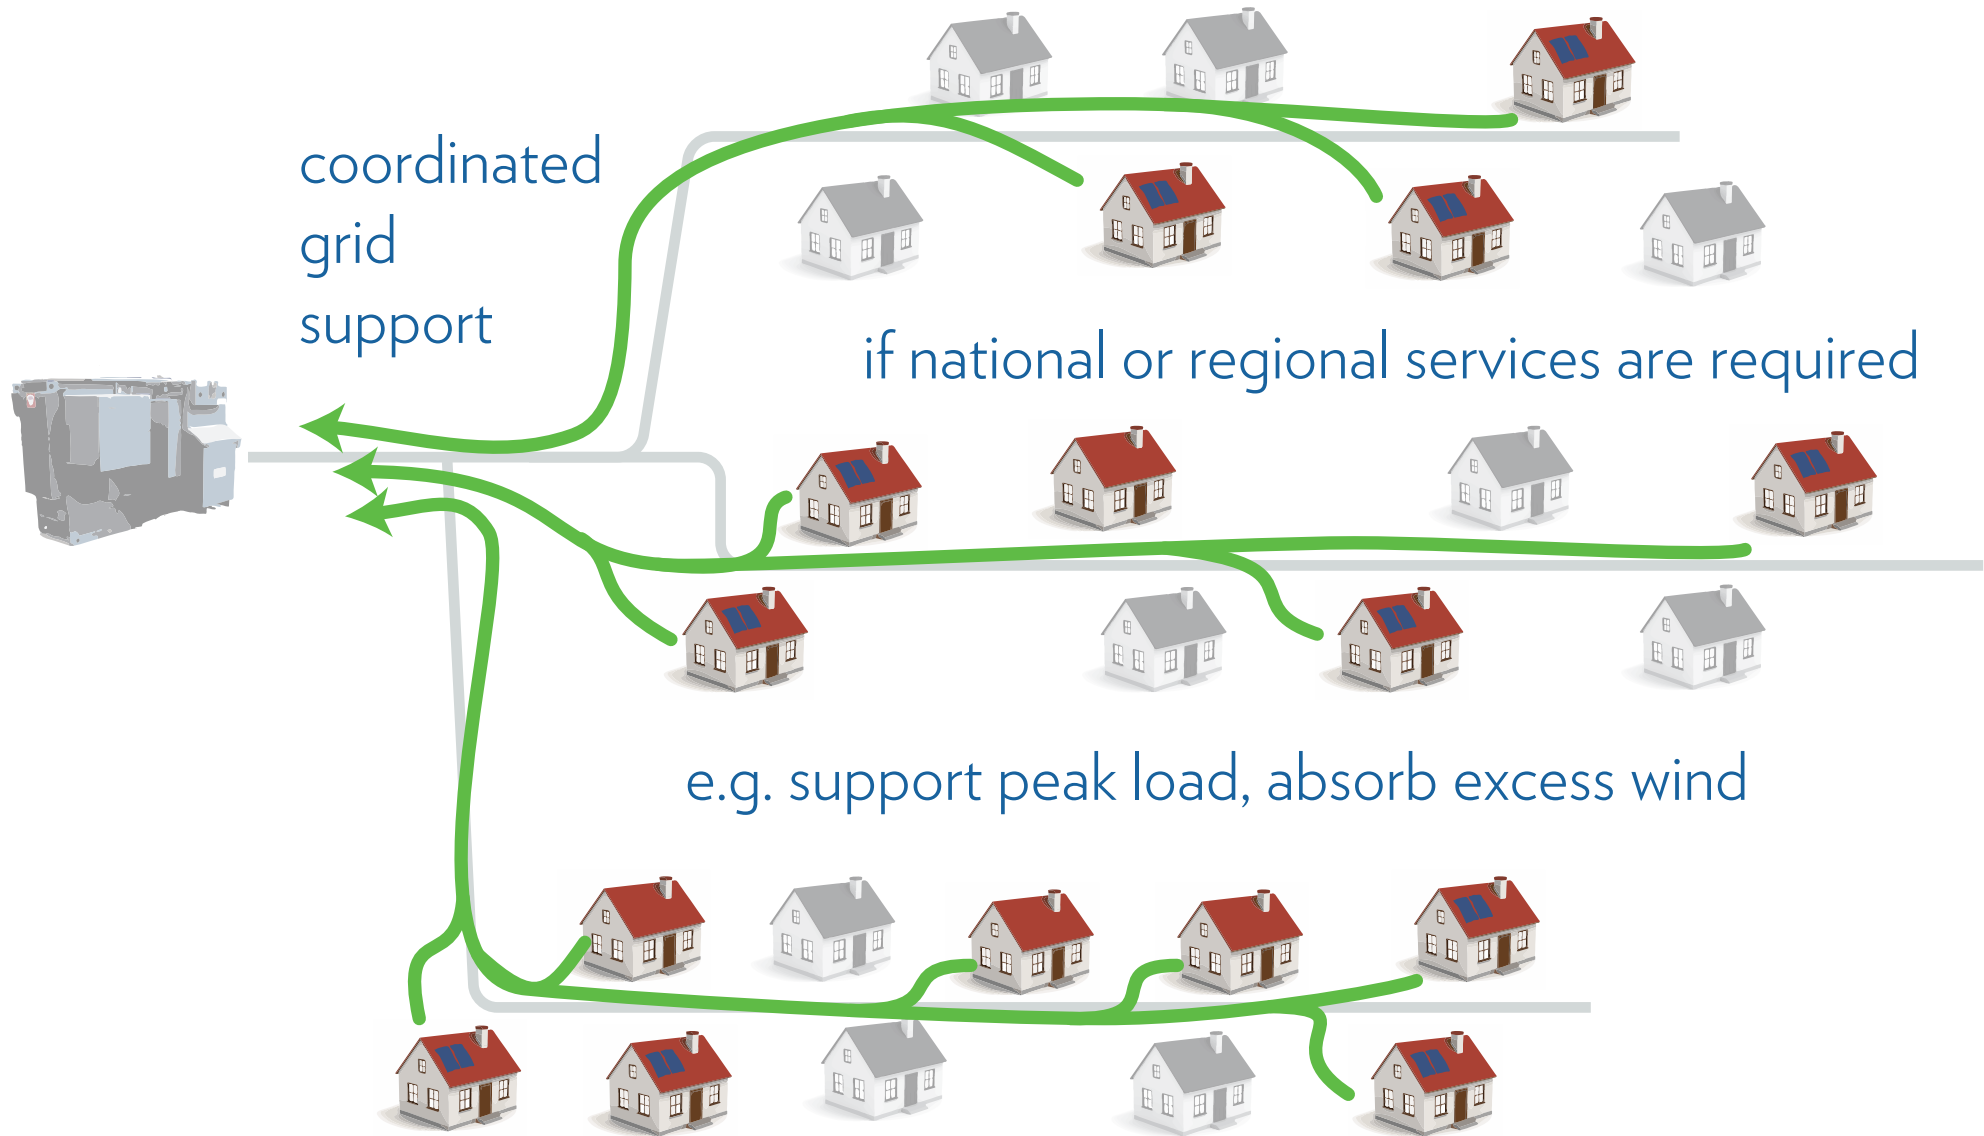 coordinated
grid
support
if national or regional services are required
e.g. support peak load, absorb excess wind